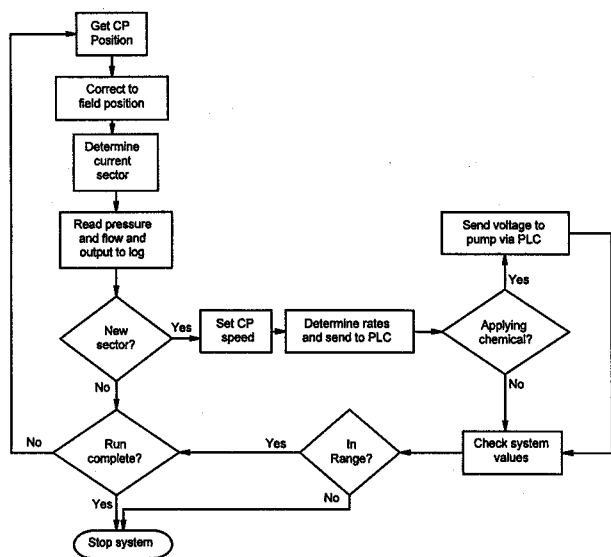 Get CP
Position
Correct to
field position
Determine
current
sector
Read pressure
and flow and
output to log
Send voltage to
pump via PLC
Yes
New
sector?
Yes
Set CP
speed
Determine rates
and send to PLC
Applying
chemical?
No
No
No
Run
complete?
Yes
In
Range?
Check system
values
Yes
No
Stop system